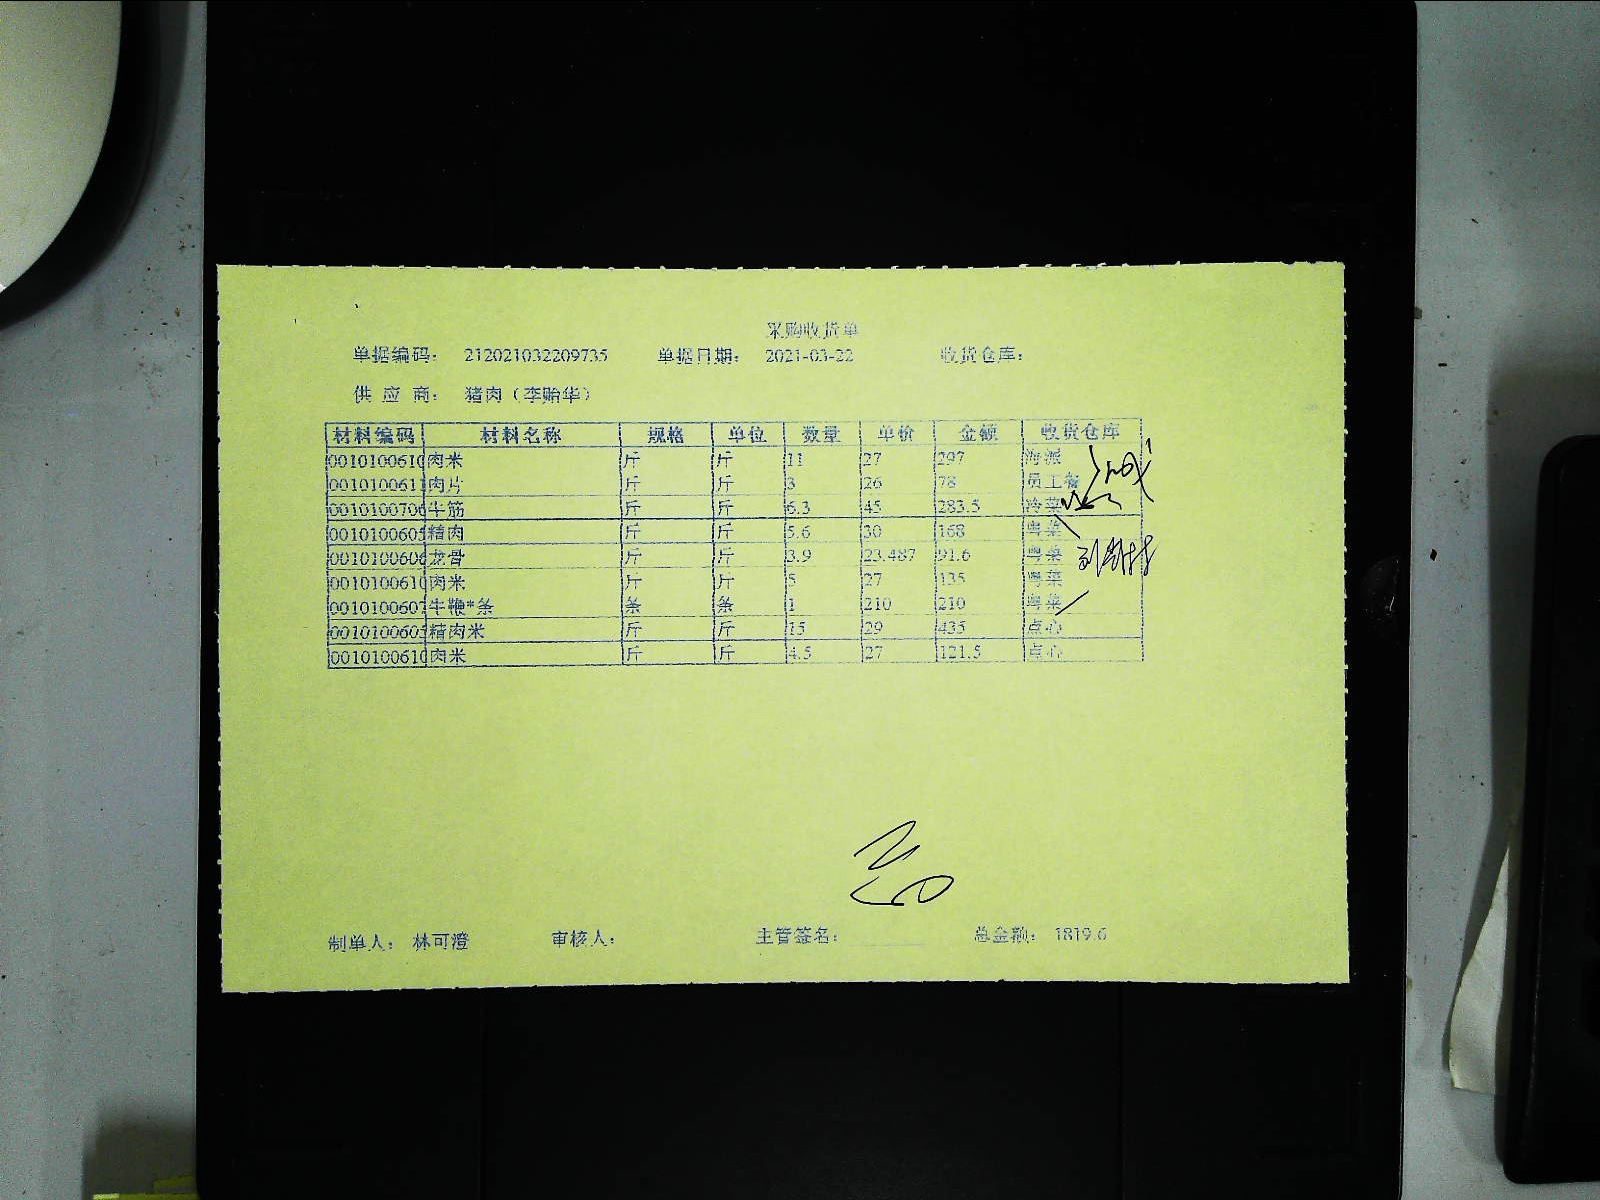 采购收货单
单据编码: 212021032209735 单据日期: 2021-03-22 收货仓库:
供 应 商: 猪肉（李贻华）
材料编码 材料名称 规格 单位 数量 单价 金额 收货仓库
0010100610 肉米 斤 斤 11 27 297 海派
0010100611 肉片 斤 斤 3 26 78 员工餐
0010100706 牛筋 斤 斤 6.3 45 283.5 冷菜
0010100605 精肉 斤 斤 5.6 30 168 粤菜
0010100606 龙骨 斤 斤 3.9 23.487 91.6 粤菜
0010100610 肉米 斤 斤 5 27 135 粤菜
0010100607 牛鞭*条 条 条 1 210 210 粤菜
0010100605 精肉米 斤 斤 15 29 435 点心
0010100610 肉米 斤 斤 4.5 27 121.5 点心
制单人: 林可澄 审核人: 主管签名: 总金额: 1819.6